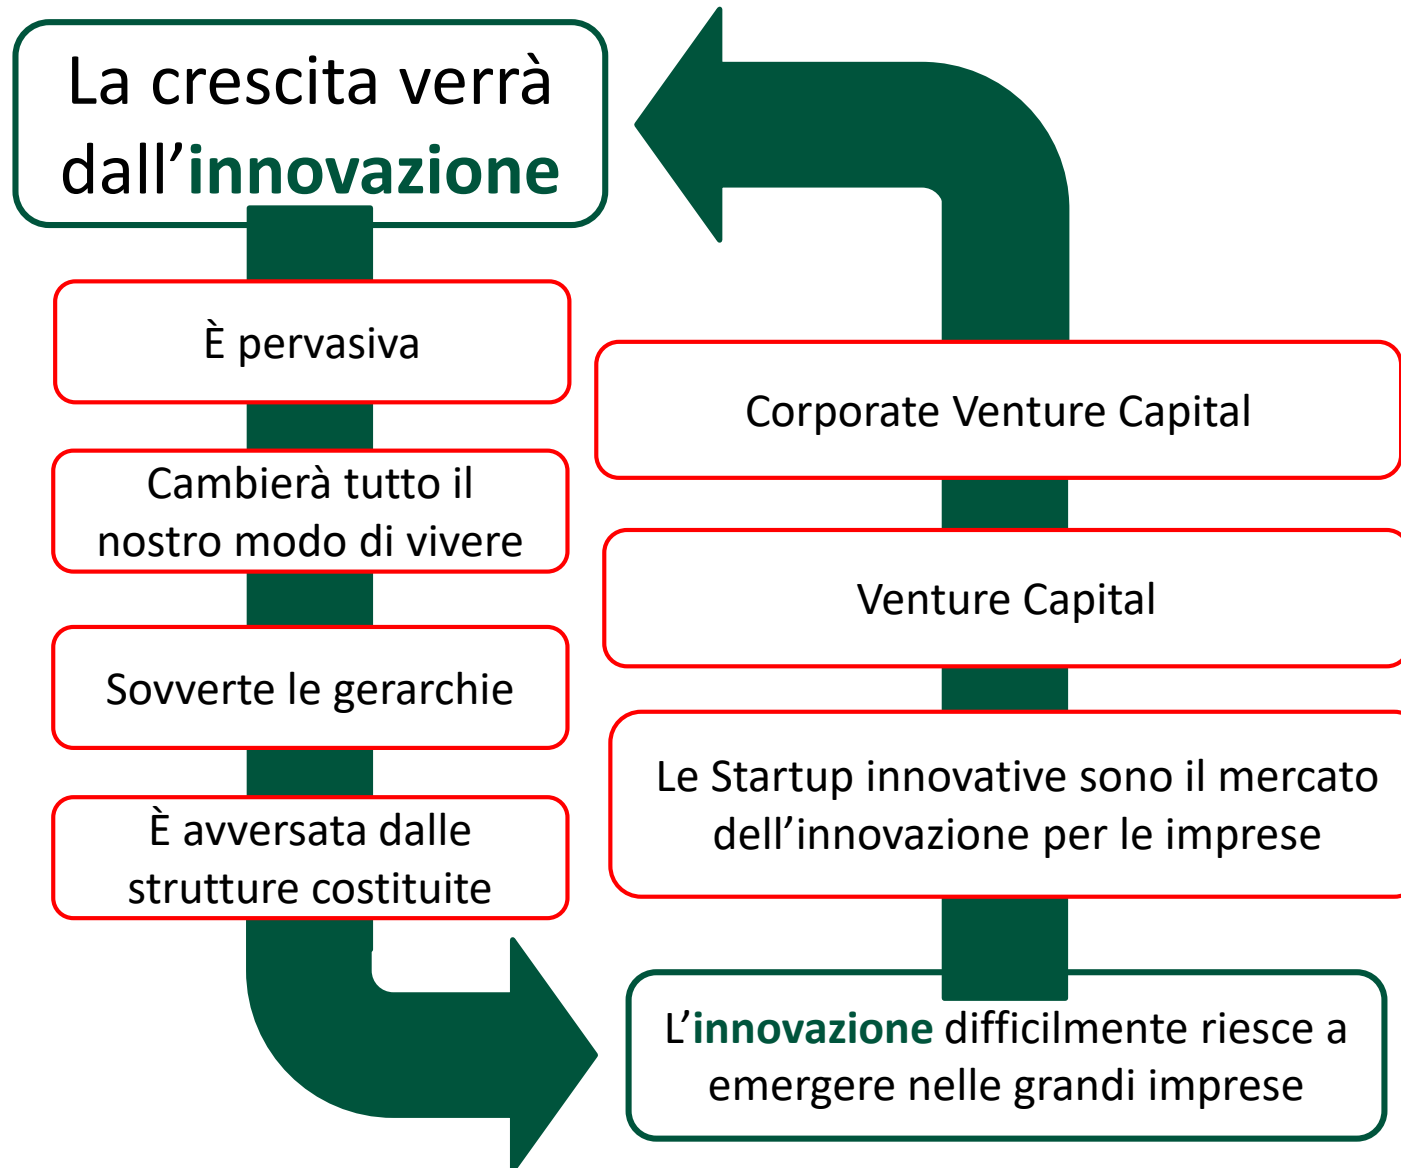 La crescita verrà
dall’innovazione
È pervasiva
Cambierà tutto il
nostro modo di vivere
Sovverte le gerarchie
È avversata dalle
strutture costituite
Corporate Venture Capital
Venture Capital
Le Startup innovative sono il mercato
dell’innovazione per le imprese
L’innovazione difficilmente riesce a
emergere nelle grandi imprese